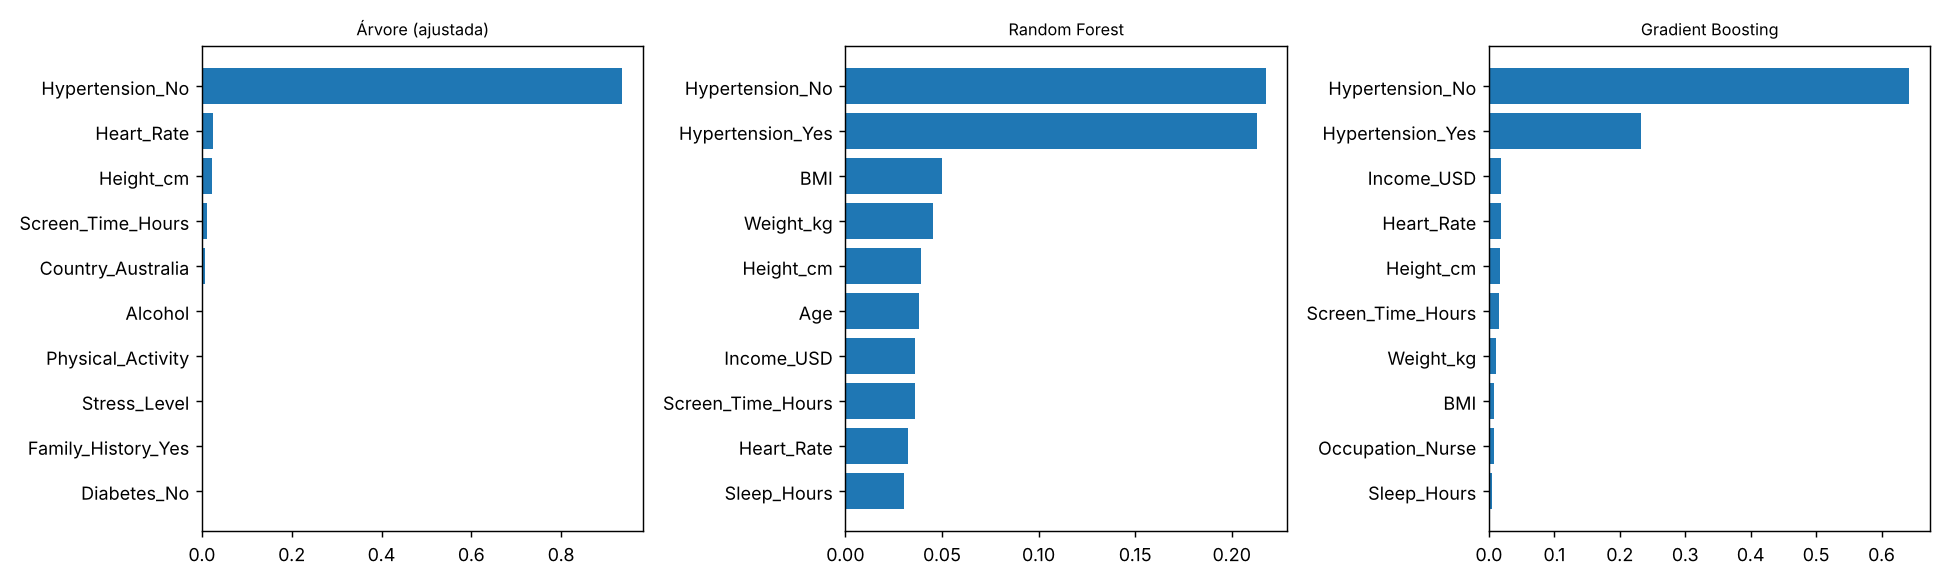 Árvore (ajustada)
Hypertension_No
Heart_Rate
Height_cm
Screen_Time_Hours
Country_Australia
Alcohol
Physical_Activity
Stress_Level
Family_History_Yes
Diabetes_No
0.0 0.2 0.4 0.6 0.8
Random Forest
Hypertension_No
Hypertension_Yes
BMI
Weight_kg
Height_cm
Age
Income_USD
Screen_Time_Hours
Heart_Rate
Sleep_Hours
0.00 0.05 0.10 0.15 0.20
Gradient Boosting
Hypertension_No
Hypertension_Yes
Income_USD
Heart_Rate
Height_cm
Screen_Time_Hours
Weight_kg
BMI
Occupation_Nurse
Sleep_Hours
0.0 0.1 0.2 0.3 0.4 0.5 0.6